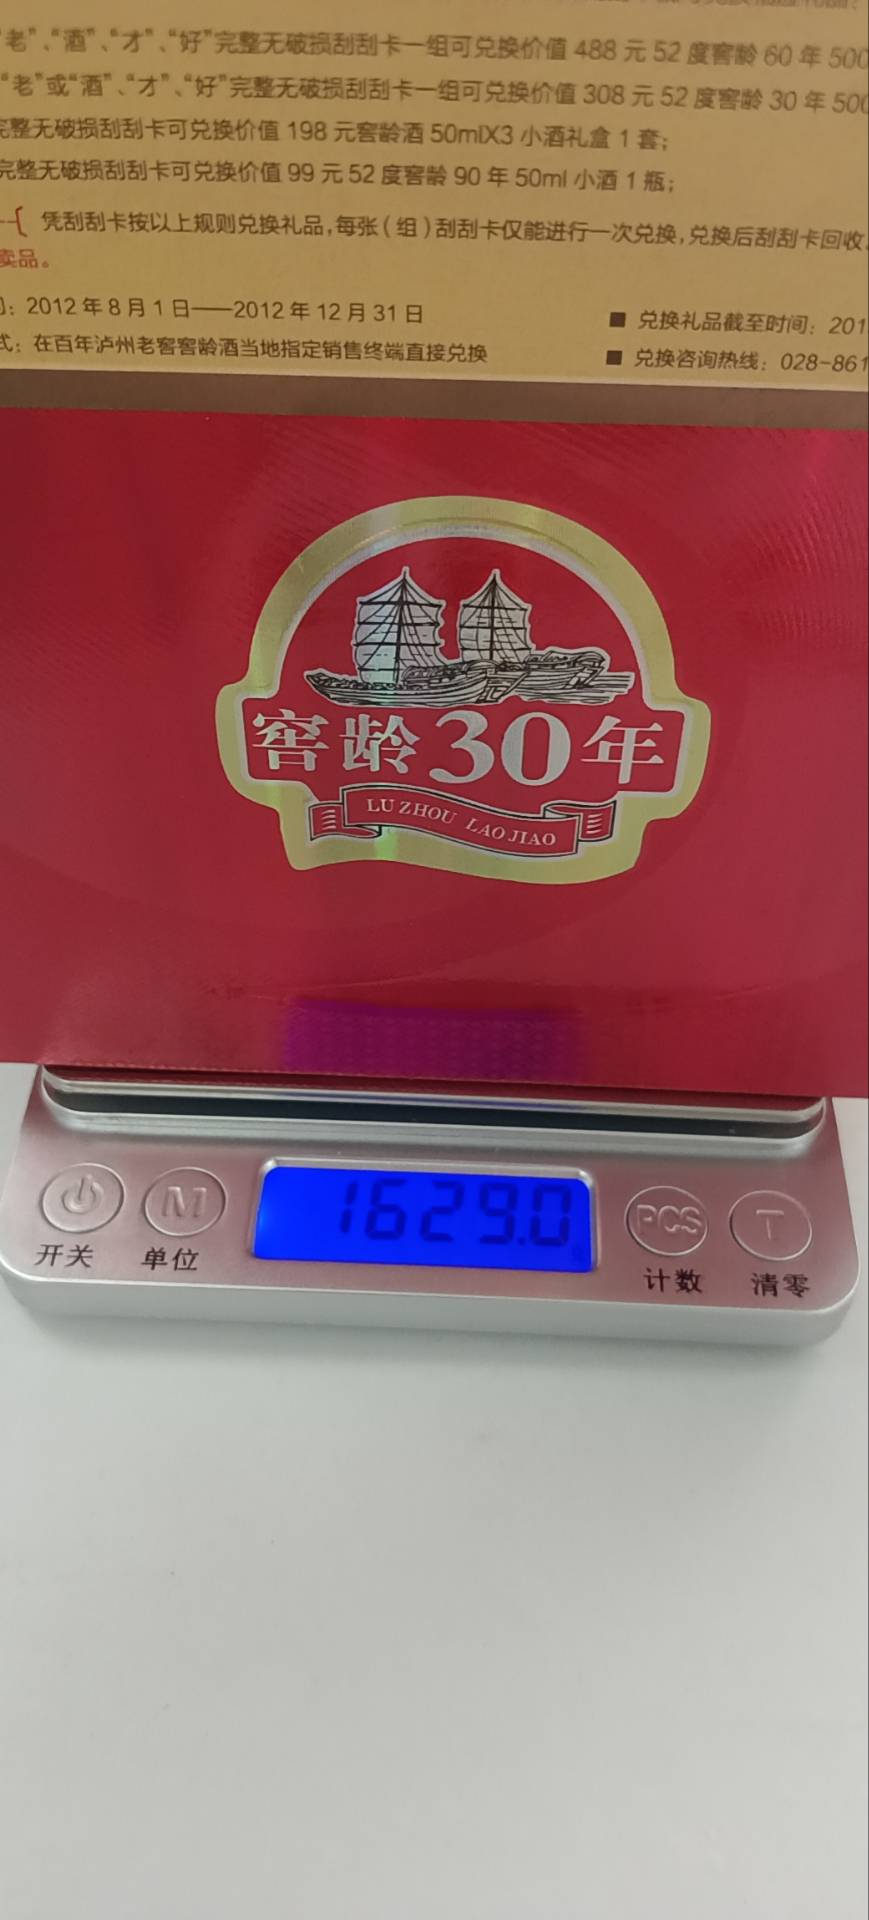 “老”、“酒”、“才”、“好”完整无破损刮刮卡一组可兑换价值 488 元 52 度窖龄 60 年 500
“老”或“酒”、“才”、“好”完整无破损刮刮卡一组可兑换价值 308 元 52 度窖龄 30 年 500
完整无破损刮刮卡可兑换价值 198 元窖龄酒 50mlX3 小酒礼盒 1 套；
完整无破损刮刮卡可兑换价值 99 元 52 度窖龄 90 年 50ml 小酒 1 瓶；
凭刮刮卡按以上规则兑换礼品，每张（组）刮刮卡仅能进行一次兑换，兑换后刮刮卡回收
卖品。
：2012 年 8 月 1 日——2012 年 12 月 31 日
■ 兑换礼品截至时间：201
式：在百年泸州老窖窖龄酒当地指定销售终端直接兑换
■ 兑换咨询热线：028-861
窖龄30年
LU ZHOU LAO JIAO
1629.0
M
PCS
T
开关
单位
计数
清零